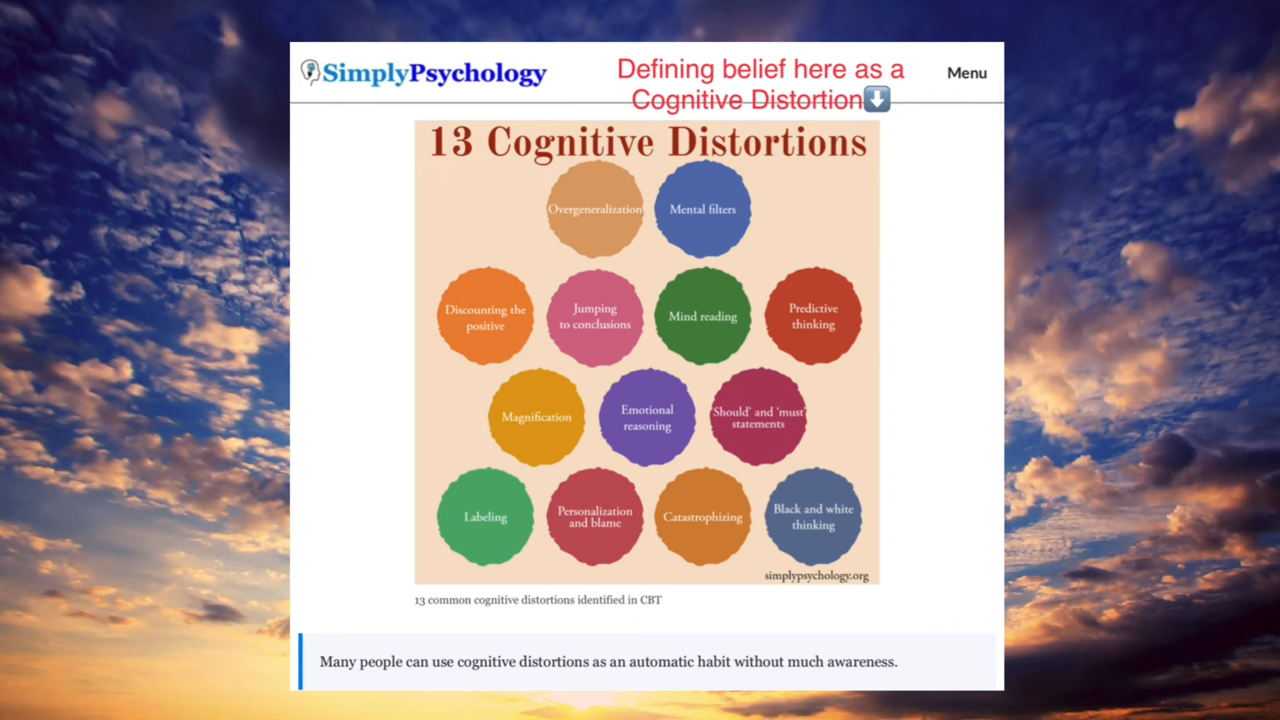 SimplyPsychology
Defining belief here as a
Cognitive Distortion⬇️
Menu
13 Cognitive Distortions
Overgeneralization
Mental filters
Discounting the
positive
Jumping
to conclusions
Mind reading
Predictive
thinking
Magnification
Emotional
reasoning
Should' and 'must'
statements
Labeling
Personalization
and blame
Catastrophizing
Black and white
thinking
simplypsychology.org
13 common cognitive distortions identified in CBT
Many people can use cognitive distortions as an automatic habit without much awareness.